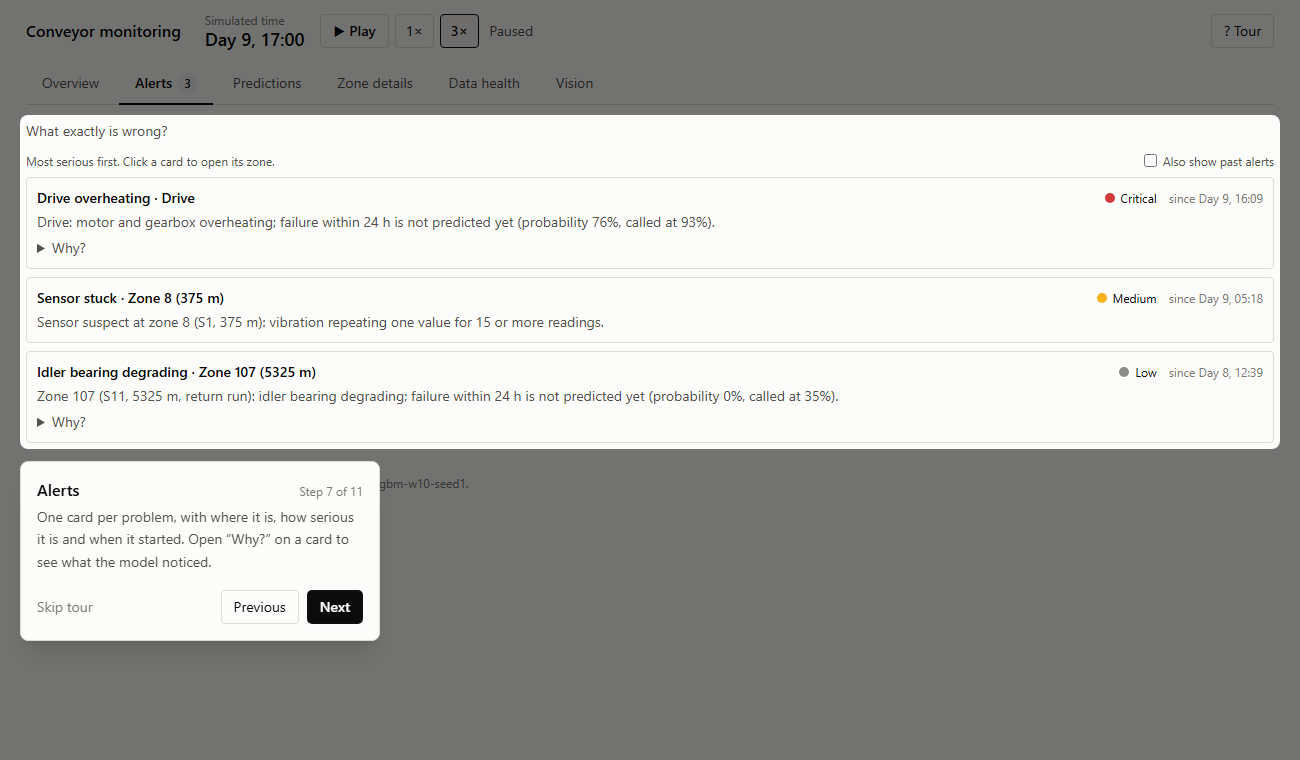 Conveyor monitoring
Simulated time
Day 9, 17:00
▶ Play
1×
3×
Paused
? Tour
Overview
Alerts 3
Predictions
Zone details
Data health
Vision
What exactly is wrong?
Most serious first. Click a card to open its zone.
Also show past alerts
Drive overheating · Drive
Critical
since Day 9, 16:09
Drive: motor and gearbox overheating; failure within 24 h is not predicted yet (probability 76%, called at 93%).
▶ Why?
Sensor stuck · Zone 8 (375 m)
Medium
since Day 9, 05:18
Sensor suspect at zone 8 (S1, 375 m): vibration repeating one value for 15 or more readings.
Idler bearing degrading · Zone 107 (5325 m)
Low
since Day 8, 12:39
Zone 107 (S11, 5325 m, return run): idler bearing degrading; failure within 24 h is not predicted yet (probability 0%, called at 35%).
▶ Why?
gbm-w10-seed1.
Alerts
Step 7 of 11
One card per problem, with where it is, how serious
it is and when it started. Open “Why?” on a card to
see what the model noticed.
Skip tour
Previous
Next